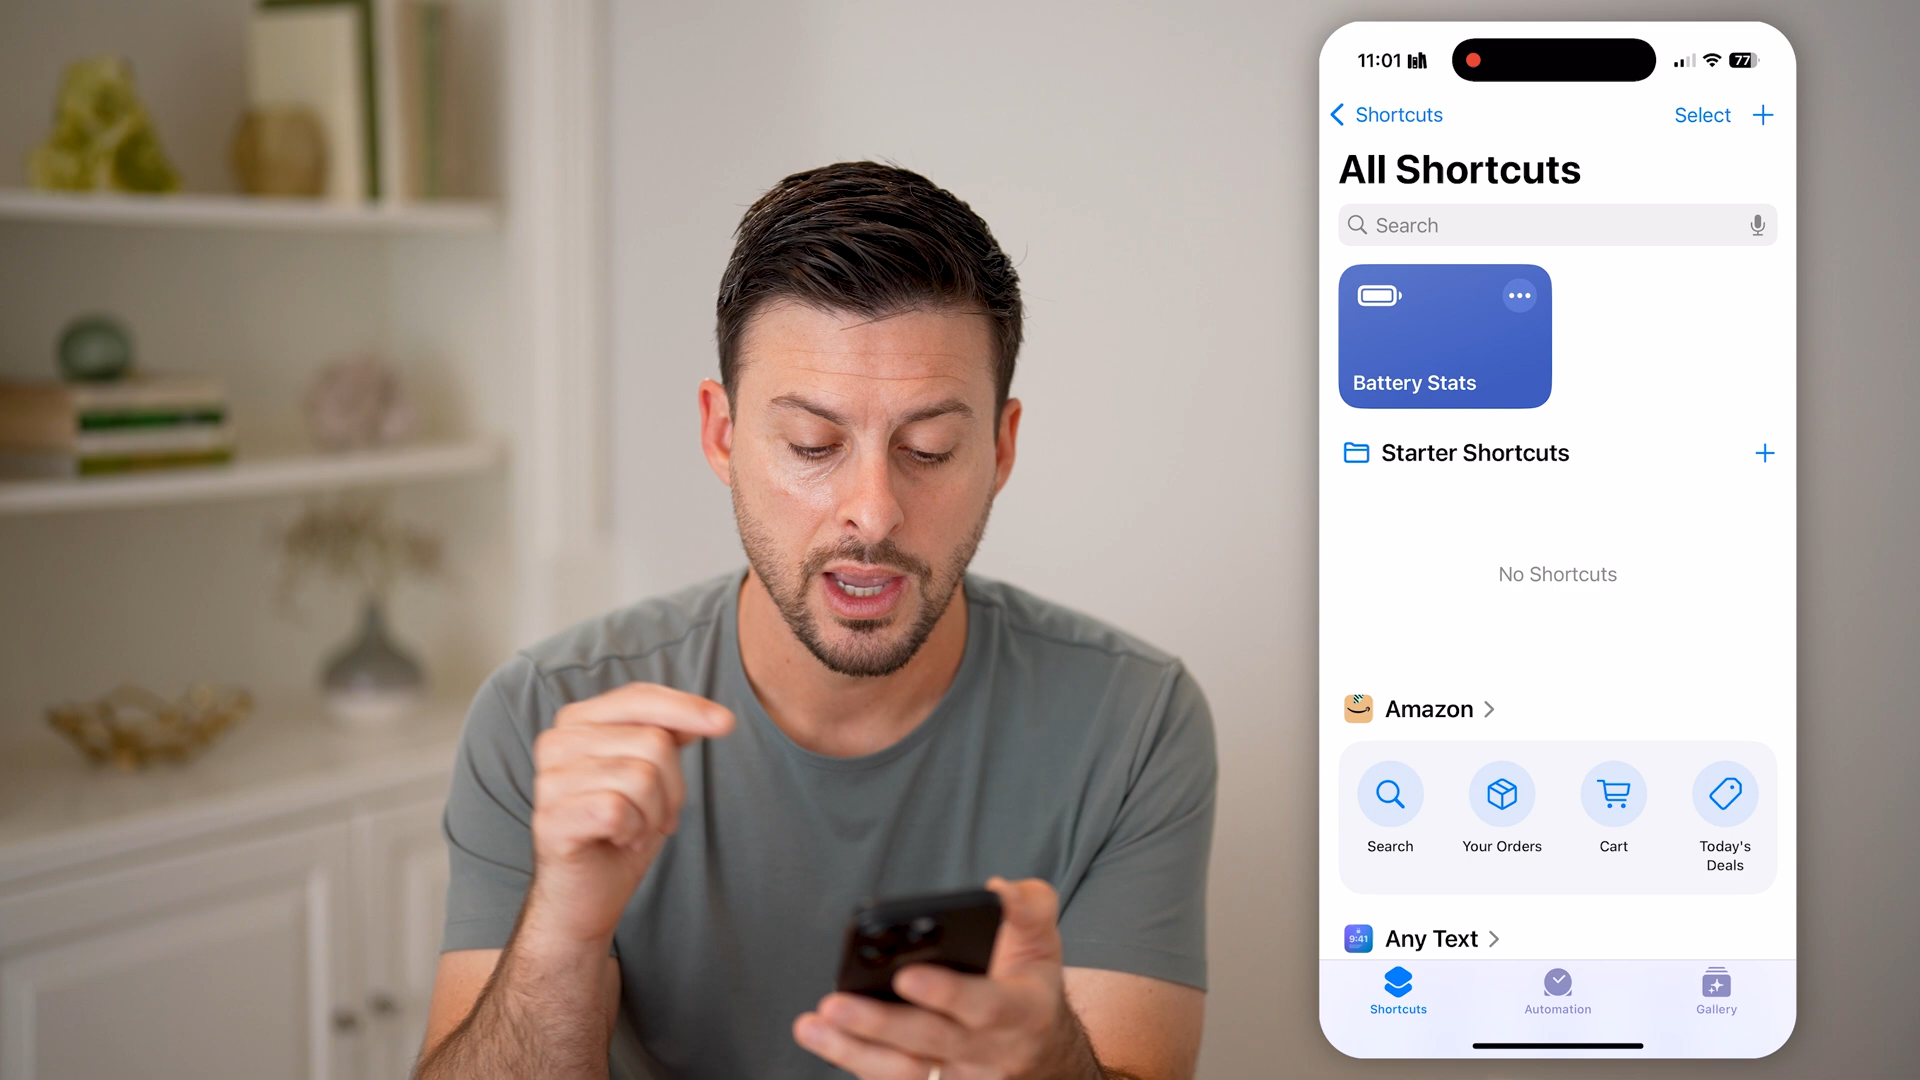 11:01
77
Shortcuts
Select
All Shortcuts
Search
Battery Stats
Starter Shortcuts
No Shortcuts
Amazon
Search
Your Orders
Cart
Today's
Deals
9:41
Any Text
Shortcuts
Automation
Gallery